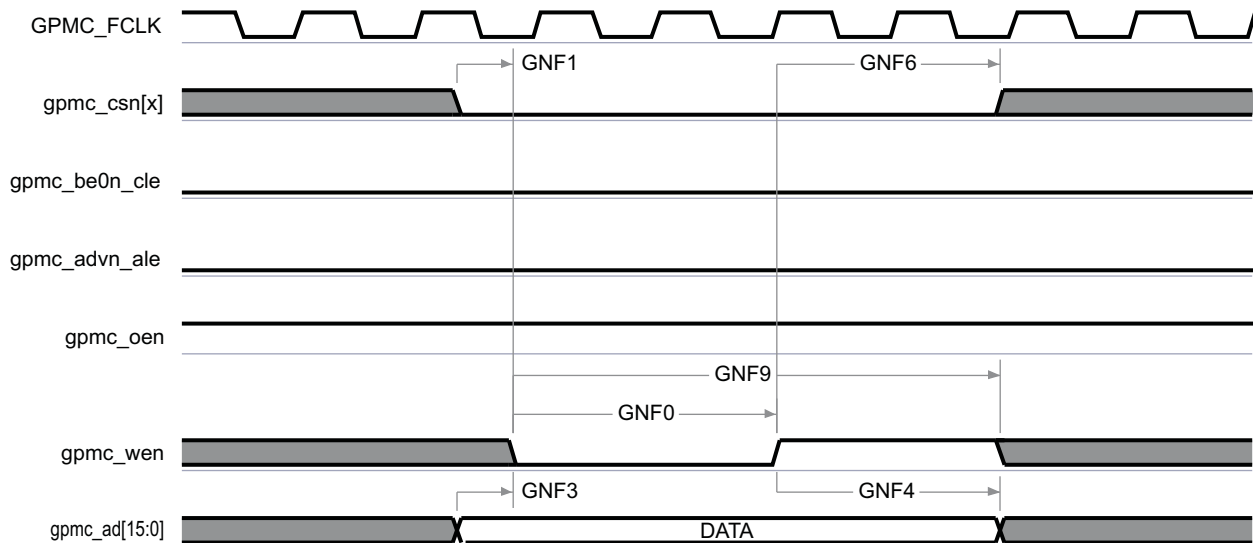 GPMC_FCLK
GNF1
GNF6
gpmc_csn[x]
gpmc_be0n_cle
gpmc_advn_ale
gpmc_oen
GNF9
GNF0
gpmc_wen
GNF3
GNF4
gpmc_ad[15:0]
DATA